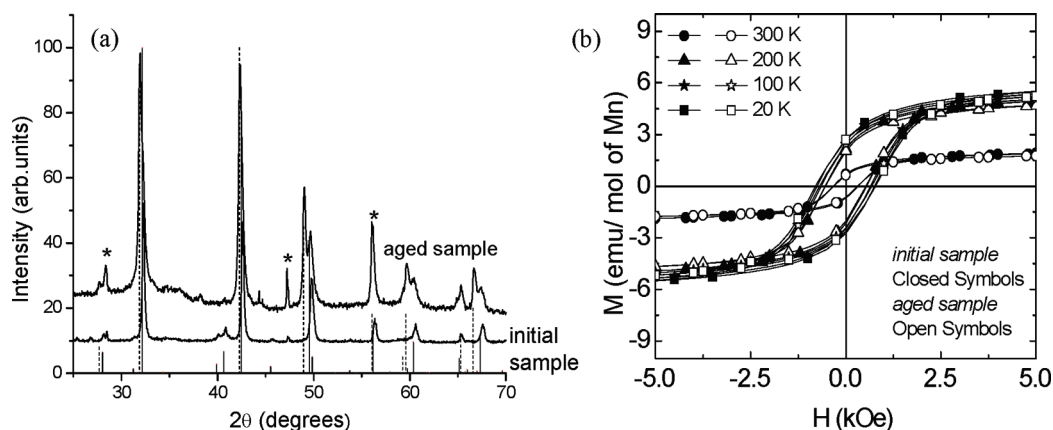 (a)
100
80
60
40
20
0
Intensity (arb.units)
*
*
*
aged sample
initial
sample
30
40
50
60
70
2θ (degrees)
(b)
9
6
3
0
-3
-6
-9
M (emu/ mol of Mn)
300 K
200 K
100 K
20 K
initial sample
Closed Symbols
aged sample
Open Symbols
-5.0
-2.5
0.0
2.5
5.0
H (kOe)